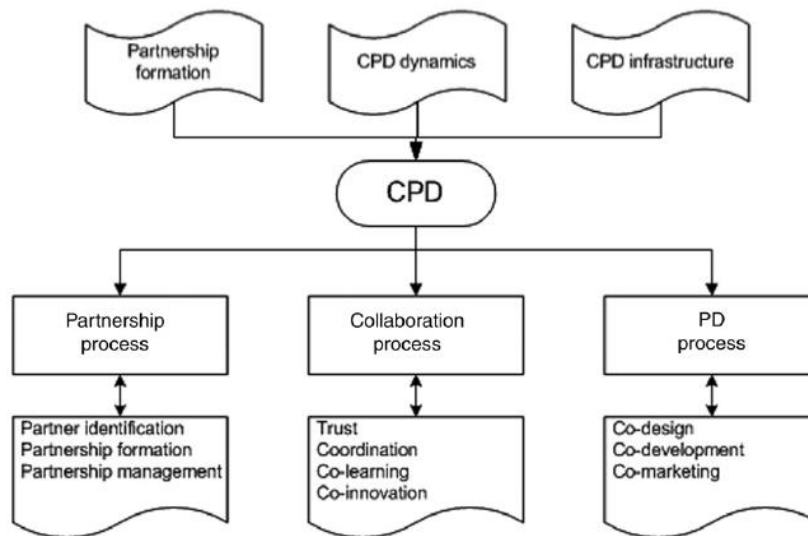 Partnership
formation
CPD dynamics
CPD infrastructure
CPD
Partnership
process
Collaboration
process
PD
process
Partner identification
Partnership formation
Partnership management
Trust
Coordination
Co-learning
Co-innovation
Co-design
Co-development
Co-marketing